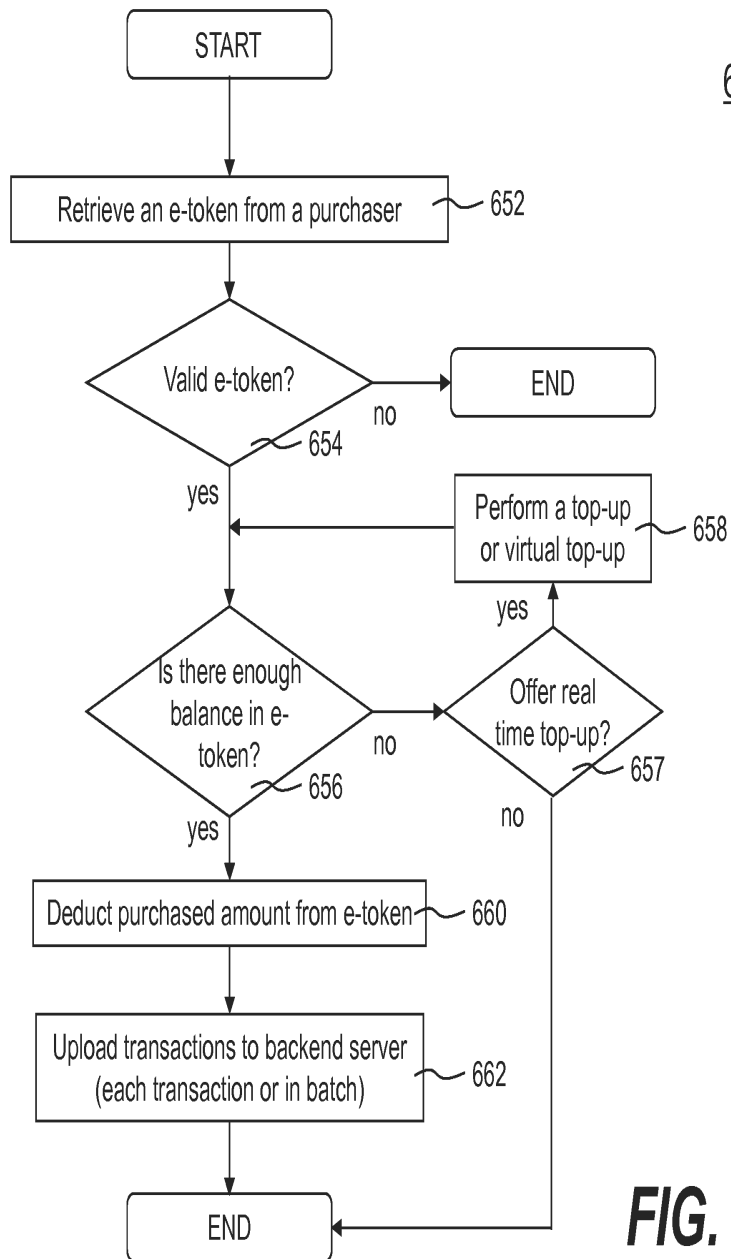 START
6
Retrieve an e-token from a purchaser
652
Valid e-token?
654
no
END
yes
Perform a top-up
or virtual top-up
658
yes
Is there enough
balance in e-
token?
656
no
Offer real
time top-up?
657
yes
no
Deduct purchased amount from e-token
660
Upload transactions to backend server
(each transaction or in batch)
662
END
FIG.